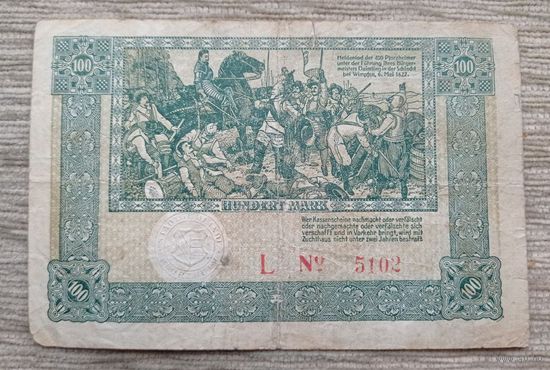 100
100
Heldentod der 400 Pforzheimer
unter der Führung ihres Bürger-
meisters Deimling in der Schlacht
bei Wimpfen, 6. Mai 1622.
HUNDERT MARK
Wer Kassenscheine nachmacht oder verfälscht
oder nachgemachte oder verfälschte sich
verschafft und in Verkehr bringt, wird mit
Zuchthaus nicht unter zwei Jahren bestraft.
L Nº 5102
100
100